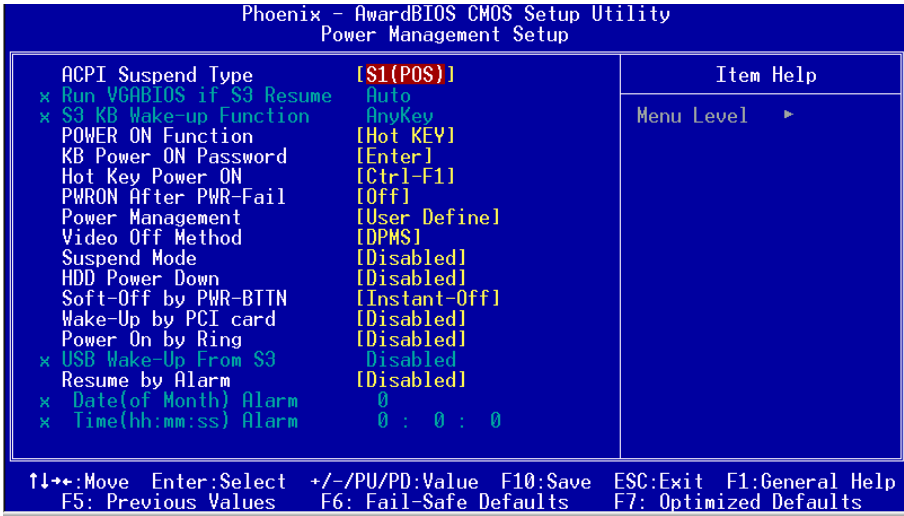 Phoenix - AwardBIOS CMOS Setup Utility
Power Management Setup
ACPI Suspend Type [S1(POS)]
x Run VGABIOS if S3 Resume Auto
x S3 KB Wake-up Function AnyKey
POWER ON Function [Hot KEY]
KB Power ON Password [Enter]
Hot Key Power ON [Ctrl-F1]
PWRON After PWR-Fail [Off]
Power Management [User Define]
Video Off Method [DPMS]
Suspend Mode [Disabled]
HDD Power Down [Disabled]
Soft-Off by PWR-BTTN [Instant-Off]
Wake-Up by PCI card [Disabled]
Power On by Ring [Disabled]
x USB Wake-Up From S3 Disabled
Resume by Alarm [Disabled]
x Date(of Month) Alarm 0
x Time(hh:mm:ss) Alarm 0 : 0 : 0
Item Help
Menu Level ►
↑↓→←:Move Enter:Select +/-/PU/PD:Value F10:Save ESC:Exit F1:General Help
F5: Previous Values F6: Fail-Safe Defaults F7: Optimized Defaults